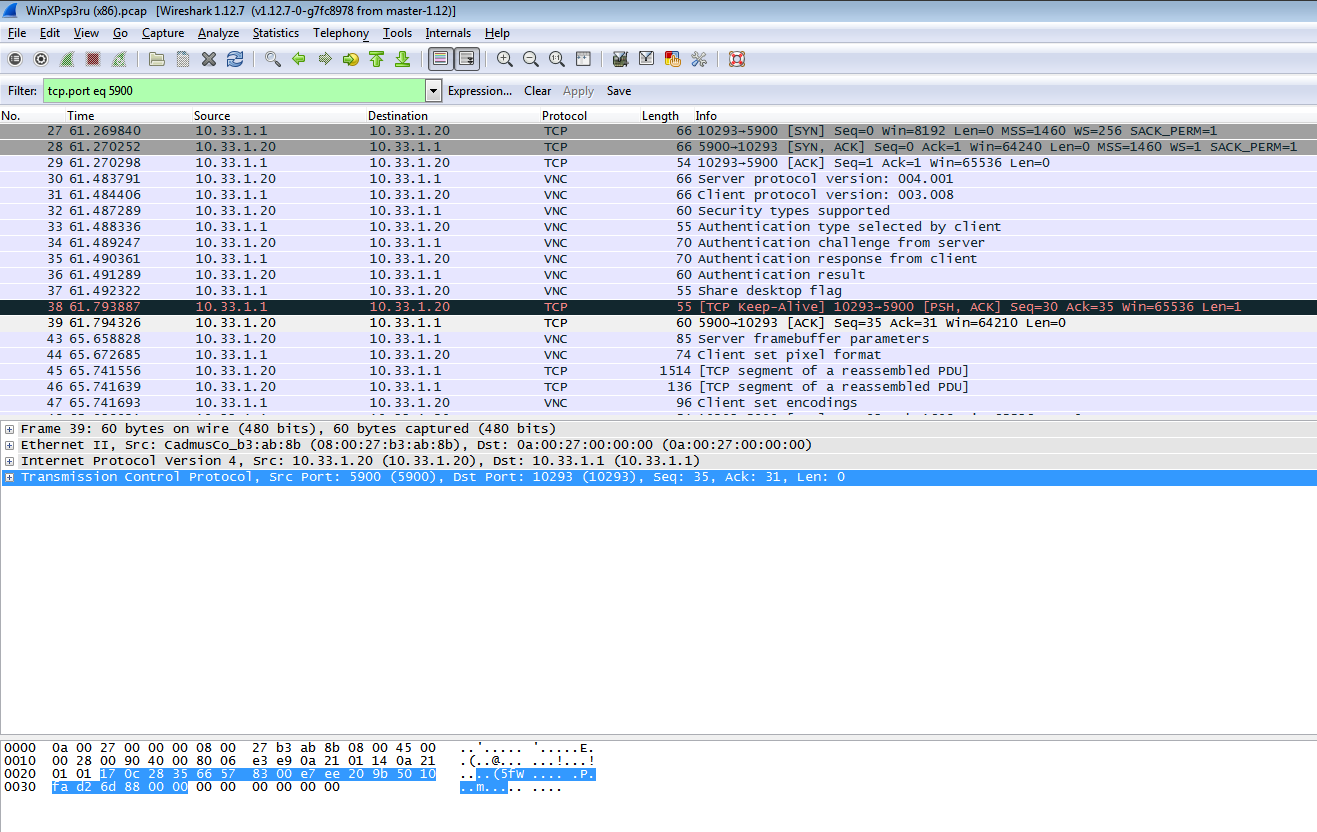 WinXPsp3ru (x86).pcap [Wireshark 1.12.7 (v1.12.7-0-g7fc8978 from master-1.12)]
File Edit View Go Capture Analyze Statistics Telephony Tools Internals Help
Filter: tcp.port eq 5900 Expression... Clear Apply Save
No. Time Source Destination Protocol Length Info
27 61.269840 10.33.1.1 10.33.1.20 TCP 66 10293→5900 [SYN] Seq=0 Win=8192 Len=0 MSS=1460 WS=256 SACK_PERM=1
28 61.270252 10.33.1.20 10.33.1.1 TCP 66 5900→10293 [SYN, ACK] Seq=0 Ack=1 Win=64240 Len=0 MSS=1460 WS=1 SACK_PERM=1
29 61.270298 10.33.1.1 10.33.1.20 TCP 54 10293→5900 [ACK] Seq=1 Ack=1 Win=65536 Len=0
30 61.483791 10.33.1.20 10.33.1.1 VNC 66 Server protocol version: 004.001
31 61.484406 10.33.1.1 10.33.1.20 VNC 66 Client protocol version: 003.008
32 61.487289 10.33.1.20 10.33.1.1 VNC 60 Security types supported
33 61.488336 10.33.1.1 10.33.1.20 VNC 55 Authentication type selected by client
34 61.489247 10.33.1.20 10.33.1.1 VNC 70 Authentication challenge from server
35 61.490361 10.33.1.1 10.33.1.20 VNC 70 Authentication response from client
36 61.491289 10.33.1.20 10.33.1.1 VNC 60 Authentication result
37 61.492322 10.33.1.1 10.33.1.20 VNC 55 Share desktop flag
38 61.793887 10.33.1.1 10.33.1.20 TCP 55 [TCP Keep-Alive] 10293→5900 [PSH, ACK] Seq=30 Ack=35 Win=65536 Len=1
39 61.794326 10.33.1.20 10.33.1.1 TCP 60 5900→10293 [ACK] Seq=35 Ack=31 Win=64210 Len=0
43 65.658828 10.33.1.20 10.33.1.1 VNC 85 Server framebuffer parameters
44 65.672685 10.33.1.1 10.33.1.20 VNC 74 Client set pixel format
45 65.741556 10.33.1.20 10.33.1.1 TCP 1514 [TCP segment of a reassembled PDU]
46 65.741639 10.33.1.20 10.33.1.1 TCP 136 [TCP segment of a reassembled PDU]
47 65.741693 10.33.1.1 10.33.1.20 VNC 96 Client set encodings
Frame 39: 60 bytes on wire (480 bits), 60 bytes captured (480 bits)
Ethernet II, Src: CadmusCo_b3:ab:8b (08:00:27:b3:ab:8b), Dst: 0a:00:27:00:00:00 (0a:00:27:00:00:00)
Internet Protocol Version 4, Src: 10.33.1.20 (10.33.1.20), Dst: 10.33.1.1 (10.33.1.1)
Transmission Control Protocol, Src Port: 5900 (5900), Dst Port: 10293 (10293), Seq: 35, Ack: 31, Len: 0
0000 0a 00 27 00 00 00 08 00 27 b3 ab 8b 08 00 45 00 ..'..... '.....E.
0010 00 28 00 90 40 00 80 06 e3 e9 0a 21 01 14 0a 21 .(..@... ...!...!
0020 01 01 17 0c 28 35 66 57 83 00 e7 ee 20 9b 50 10 ....(5fW .... .P.
0030 fa d2 6d 88 00 00 00 00 00 00 00 00 ..m..... ....